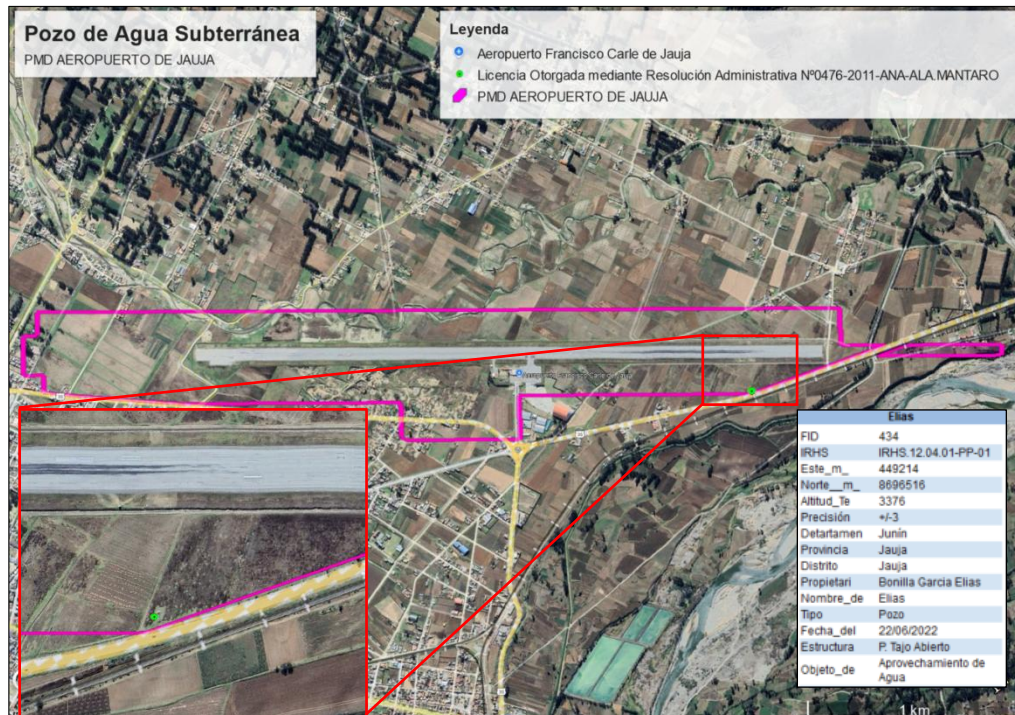 Pozo de Agua Subterránea
PMD AEROPUERTO DE JAUJA
Leyenda
Aeropuerto Francisco Carle de Jauja
Licencia Otorgada mediante Resolución Administrativa Nº0476-2011-ANA-ALA.MANTARO
PMD AEROPUERTO DE JAUJA
Elias
FID 434
IRHS IRHS.12.04.01-PP-01
Este_m_ 449214
Norte__m_ 8696516
Altitud_Te 3376
Precisión +/-3
Detartamen Junín
Provincia Jauja
Distrito Jauja
Propietari Bonilla Garcia Elias
Nombre_de Elias
Tipo Pozo
Fecha_del 22/06/2022
Estructura P. Tajo Abierto
Objeto_de Aprovechamiento de
Agua
1 km